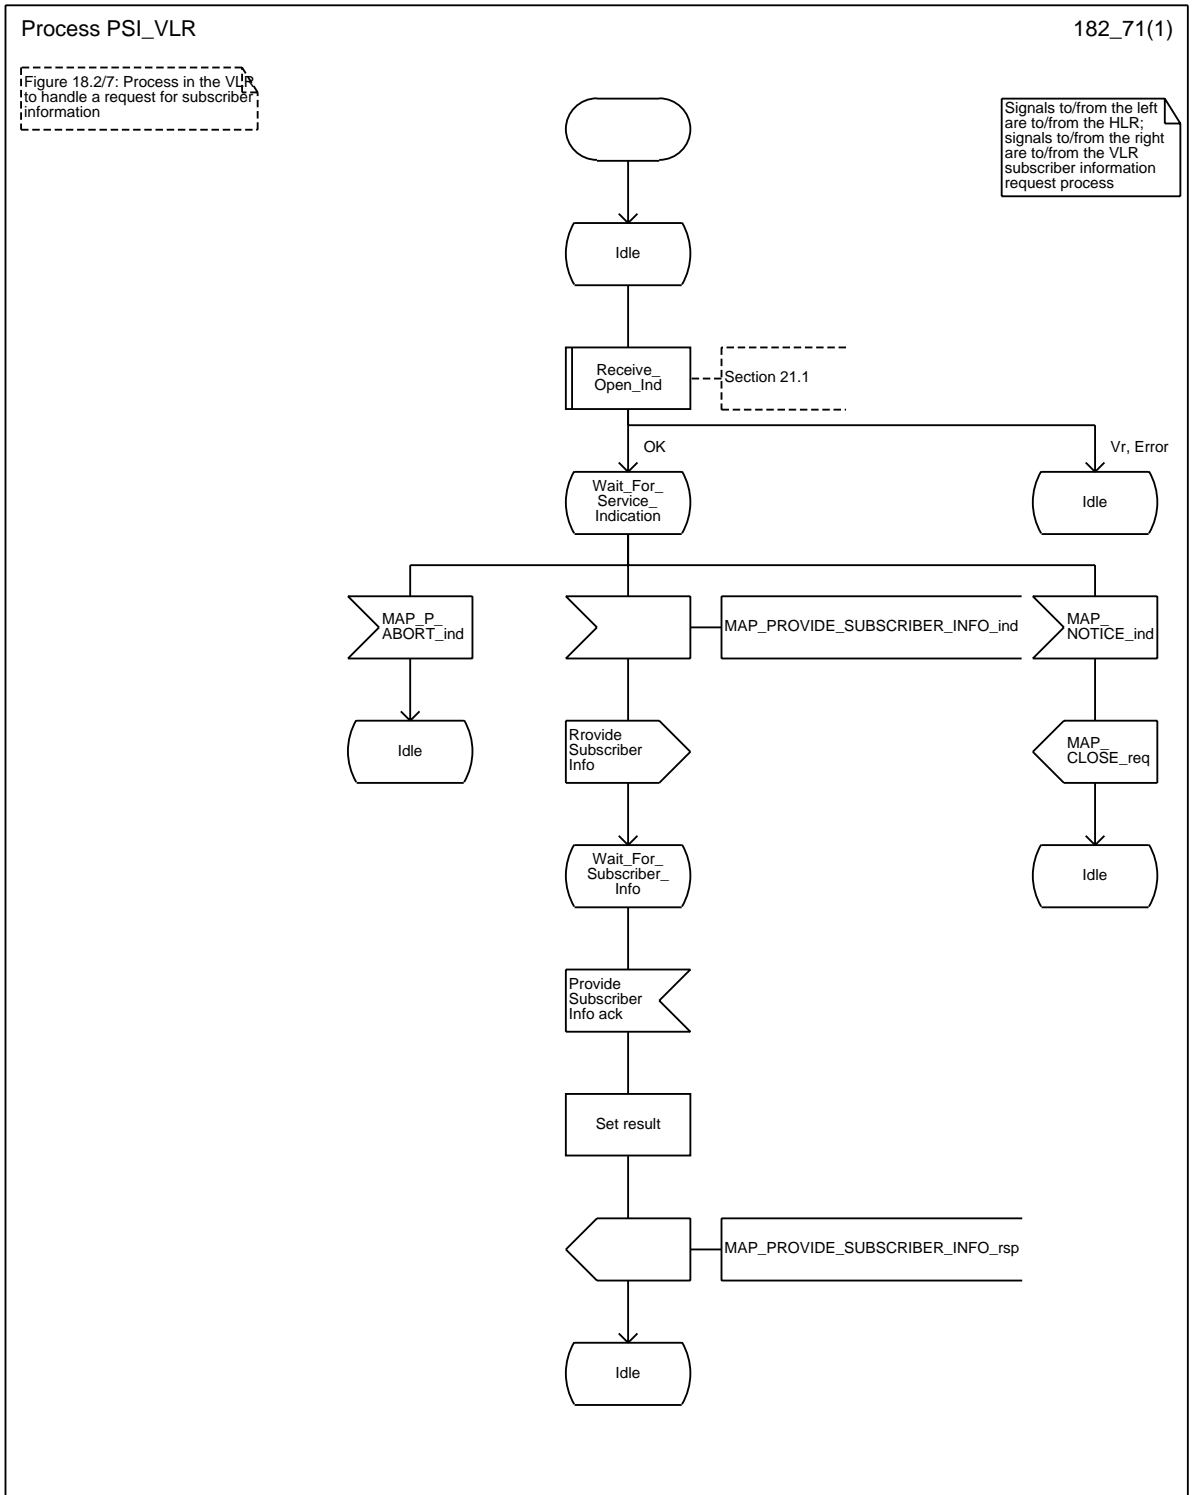 Process PSI_VLR
182_71(1)
Figure 18.2/7: Process in the VLR
to handle a request for subscriber
information
Signals to/from the left
are to/from the HLR;
signals to/from the right
are to/from the VLR
subscriber information
request process
Idle
Receive_
Open_Ind
Section 21.1
OK
Vr, Error
Wait_For_
Service_
Indication
Idle
MAP_P_
ABORT_ind
MAP_PROVIDE_SUBSCRIBER_INFO_ind
MAP_
NOTICE_ind
Idle
Rrovide
Subscriber
Info
MAP_
CLOSE_req
Wait_For_
Subscriber_
Info
Idle
Provide
Subscriber
Info ack
Set result
MAP_PROVIDE_SUBSCRIBER_INFO_rsp
Idle